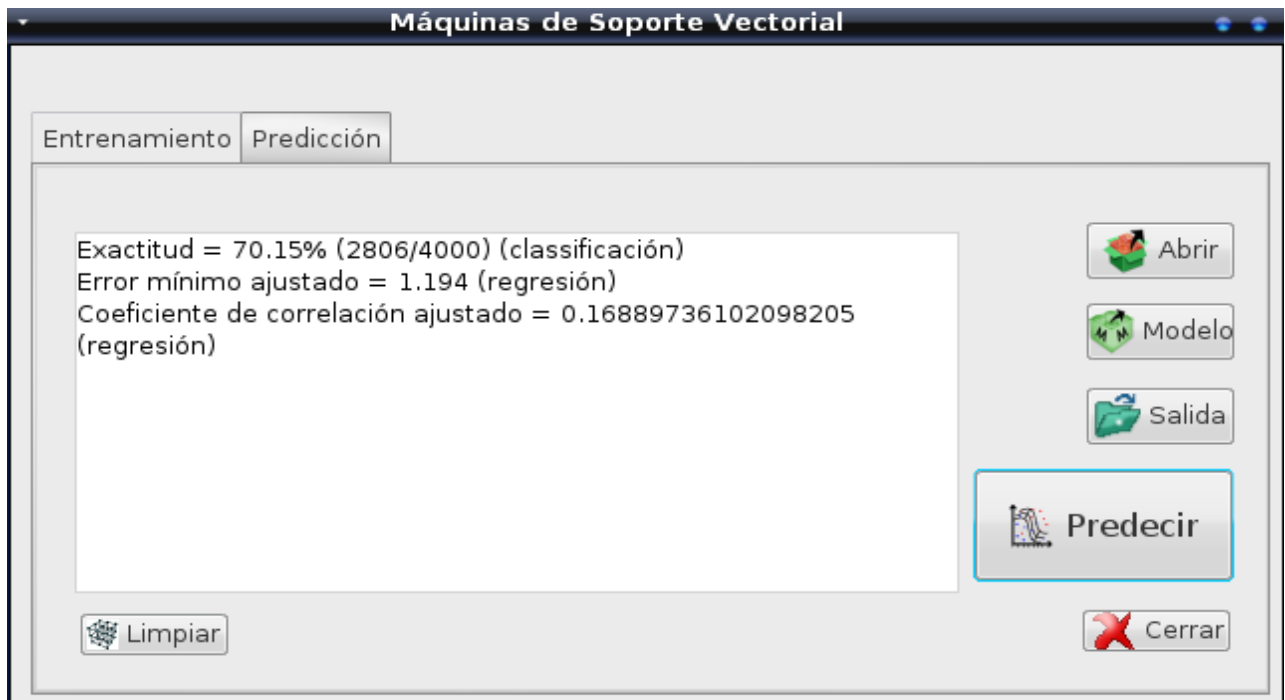 Máquinas de Soporte Vectorial
Entrenamiento
Predicción
Exactitud = 70.15% (2806/4000) (classificación)
Error mínimo ajustado = 1.194 (regresión)
Coeficiente de correlación ajustado = 0.16889736102098205
(regresión)
Abrir
Modelo
Salida
Predecir
Limpiar
Cerrar